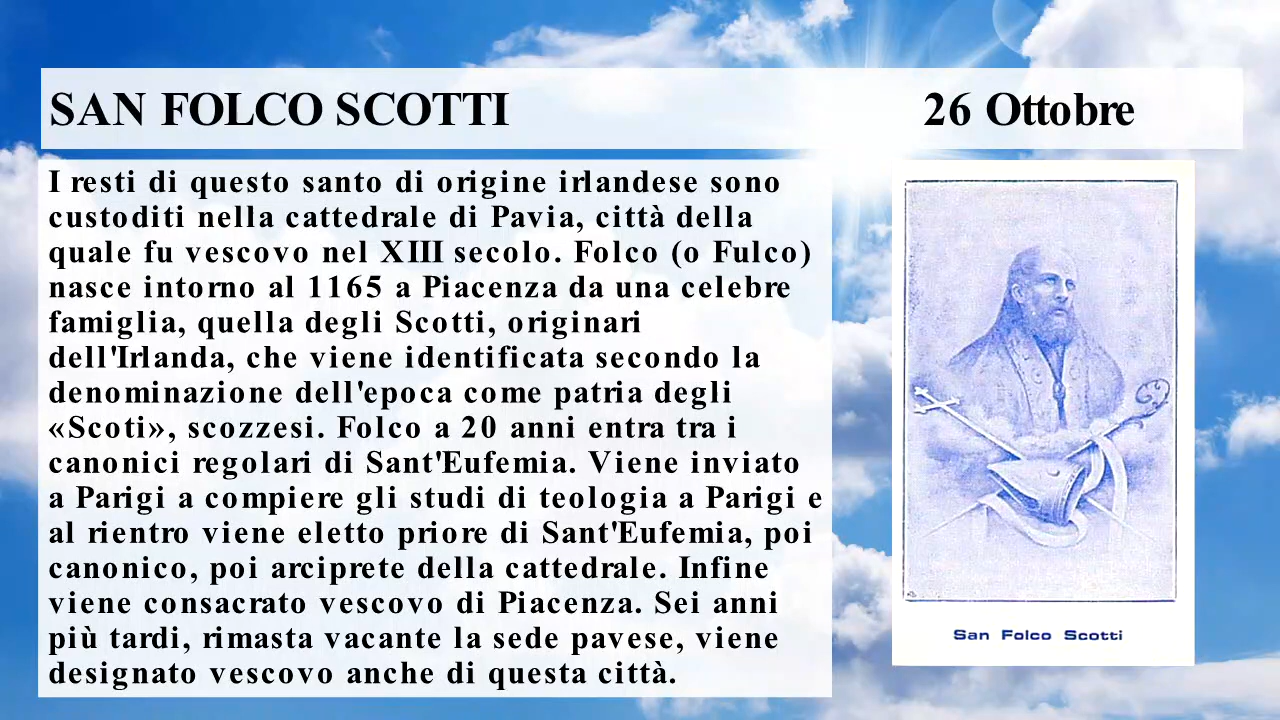 SAN FOLCO SCOTTI
26 Ottobre
I resti di questo santo di origine irlandese sono
custoditi nella cattedrale di Pavia, città della
quale fu vescovo nel XIII secolo. Folco (o Fulco)
nasce intorno al 1165 a Piacenza da una celebre
famiglia, quella degli Scotti, originari
dell'Irlanda, che viene identificata secondo la
denominazione dell'epoca come patria degli
«Scoti», scozzesi. Folco a 20 anni entra tra i
canonici regolari di Sant'Eufemia. Viene inviato
a Parigi a compiere gli studi di teologia a Parigi e
al rientro viene eletto priore di Sant'Eufemia, poi
canonico, poi arciprete della cattedrale. Infine
viene consacrato vescovo di Piacenza. Sei anni
più tardi, rimasta vacante la sede pavese, viene
designato vescovo anche di questa città.
San Folco Scotti